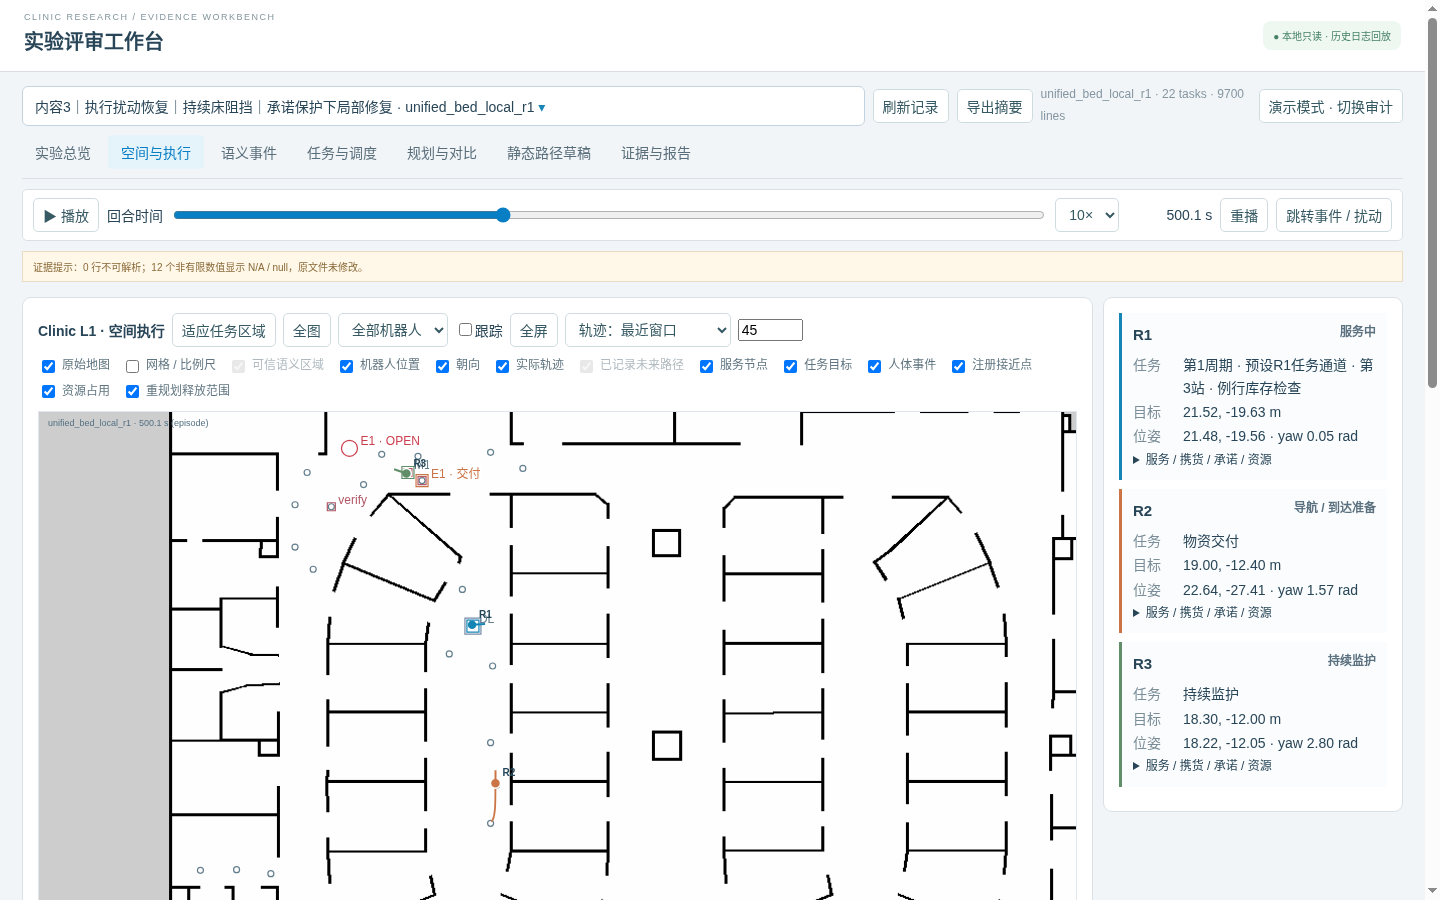 CLINIC RESEARCH / EVIDENCE WORKBENCH
实验评审工作台
● 本地只读 · 历史日志回放
内容3｜执行扰动恢复｜持续床阻挡｜承诺保护下局部修复 · unified_bed_local_r1 ▾
刷新记录
导出摘要
unified_bed_local_r1 · 22 tasks · 9700
lines
演示模式 · 切换审计
实验总览
空间与执行
语义事件
任务与调度
规划与对比
静态路径草稿
证据与报告
▶ 播放
回合时间
10×
500.1 s
重播
跳转事件 / 扰动
证据提示：0 行不可解析；12 个非有限数值显示 N/A / null，原文件未修改。
Clinic L1 · 空间执行
适应任务区域
全图
全部机器人
跟踪
全屏
轨迹：最近窗口
45
原始地图
网格 / 比例尺
可信语义区域
机器人位置
朝向
实际轨迹
已记录未来路径
服务节点
任务目标
人体事件
注册接近点
资源占用
重规划释放范围
unified_bed_local_r1 · 500.1 s (episode)
E1 · OPEN
R3
E1 · 交付
verify
R1
R2
R1
服务中
任务
第1周期 · 预设R1任务通道 · 第
3站 · 例行库存检查
目标
21.52, -19.63 m
位姿
21.48, -19.56 · yaw 0.05 rad
▶ 服务 / 携货 / 承诺 / 资源
R2
导航 / 到达准备
任务
物资交付
目标
19.00, -12.40 m
位姿
22.64, -27.41 · yaw 1.57 rad
▶ 服务 / 携货 / 承诺 / 资源
R3
持续监护
任务
持续监护
目标
18.30, -12.00 m
位姿
18.22, -12.05 · yaw 2.80 rad
▶ 服务 / 携货 / 承诺 / 资源